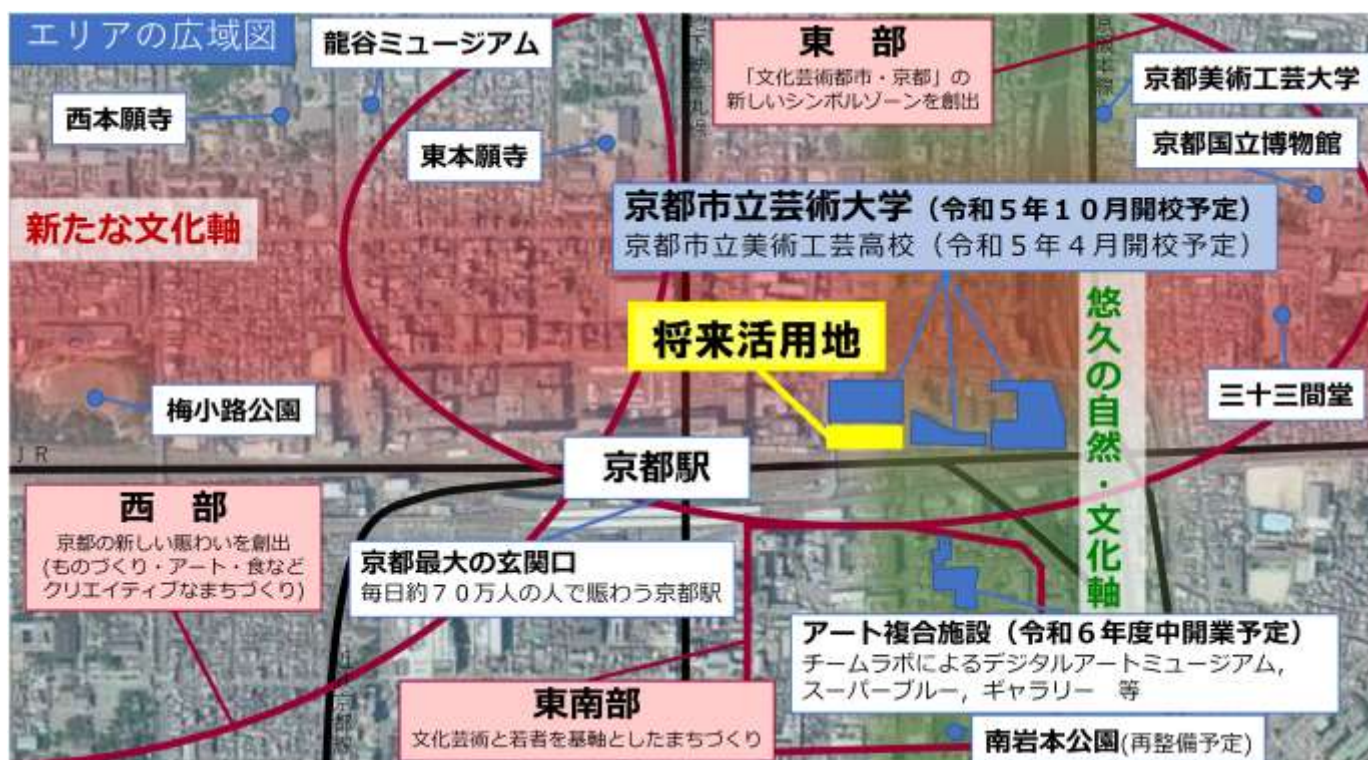 エリアの広域図
龍谷ミュージアム
西本願寺
東本願寺
東　部
「文化芸術都市・京都」の
新しいシンボルゾーンを創出
京阪本線
京都美術工芸大学
京都国立博物館
新たな文化軸
京都市立芸術大学（令和５年１０月開校予定）
京都市立美術工芸高校（令和５年４月開校予定）
将来活用地
悠久の自然・文化軸
三十三間堂
梅小路公園
ＪＲ
京都駅
西　部
京都の新しい賑わいを創出
(ものづくり・アート・食など
クリエイティブなまちづくり)
京都最大の玄関口
毎日約７０万人の人で賑わう京都駅
アート複合施設（令和６年度中開業予定）
チームラボによるデジタルアートミュージアム,
スーパーブルー, ギャラリー　等
東南部
文化芸術と若者を基軸としたまちづくり
南岩本公園(再整備予定)